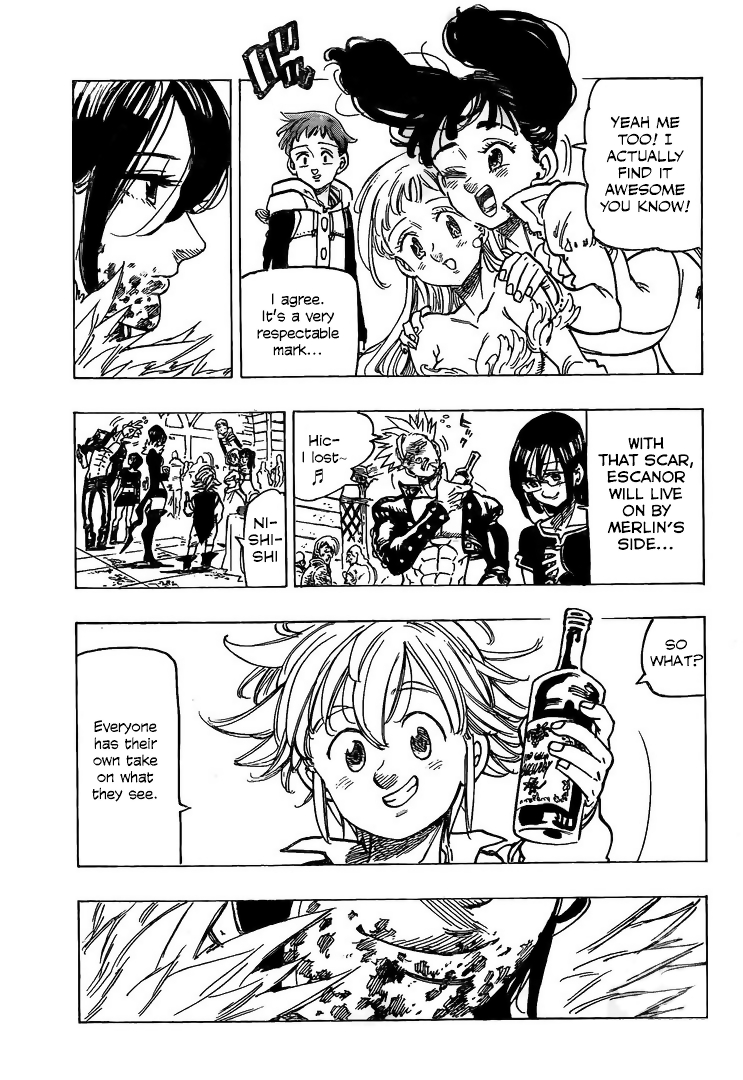 YEAH ME
TOO! I
ACTUALLY
FIND IT
AWESOME
YOU KNOW!
I agree.
It's a very
respectable
mark...
WITH
THAT SCAR,
ESCANOR
WILL LIVE
ON BY
MERLIN'S
SIDE...
Hic-
I lost~
♫
NI-
SHI-
SHI
SO
WHAT?
Everyone
has their
own take
on what
they see.